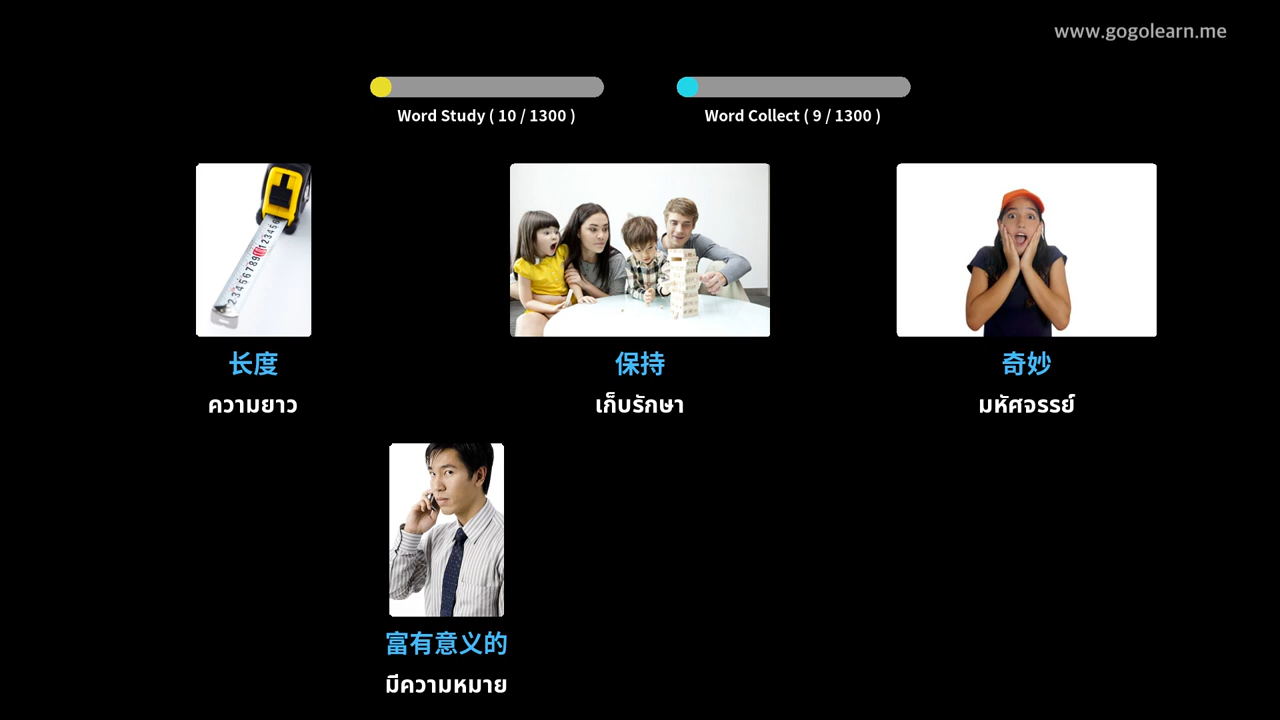 www.gogolearn.me
Word Study ( 10 / 1300 )
Word Collect ( 9 / 1300 )
长度
ความยาว
保持
เก็บรักษา
奇妙
มหัศจรรย์
富有意义的
มีความหมาย